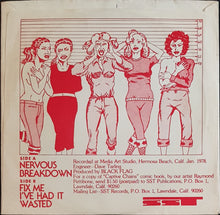 SIDE A
NERVOUS
BREAKDOWN
SIDE B
FIX ME
I'VE HAD IT
WASTED
Recorded at Media Art Studio, Hermosa Beach, Calif. Jan. 1978.
Engineer- Dave Tarling
Produced by BLACK FLAG
For a copy of "Captive Chains" comic book, by our artist Raymond
Pettibone, send $1.50 (postpaid) to SST Publications, P.O. Box 1,
Lawndale, Calif. 90260
Mailing List- SST Records, P.O. Box 1, Lawndale, Calif. 90260
SST